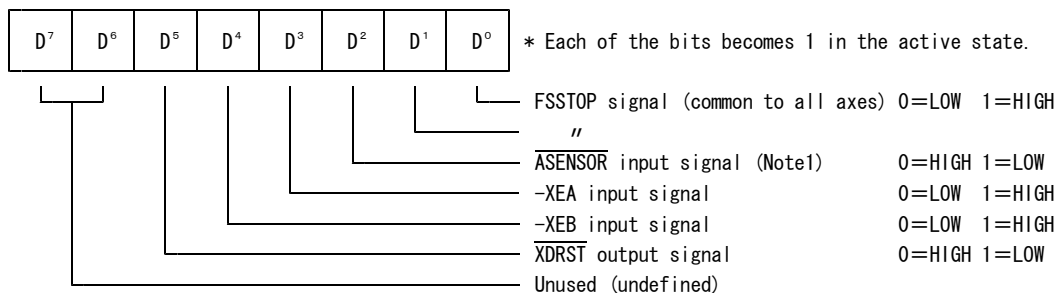 D⁷ D⁶ D⁵ D⁴ D³ D² D¹ D⁰ * Each of the bits becomes 1 in the active state.
FSSTOP signal (common to all axes) 0=LOW 1=HIGH
〃
A̅S̅E̅N̅S̅O̅R̅ input signal (Note1) 0=HIGH 1=LOW
-XEA input signal 0=LOW 1=HIGH
-XEB input signal 0=LOW 1=HIGH
X̅D̅R̅S̅T̅ output signal 0=HIGH 1=LOW
Unused (undefined)